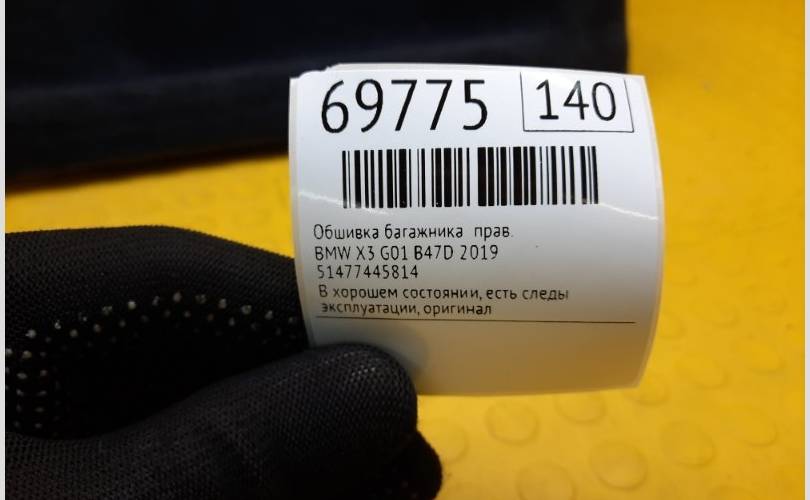 69775 140
Обшивка багажника прав.
BMW X3 G01 B47D 2019
51477445814
В хорошем состоянии, есть следы
эксплуатации, оригинал